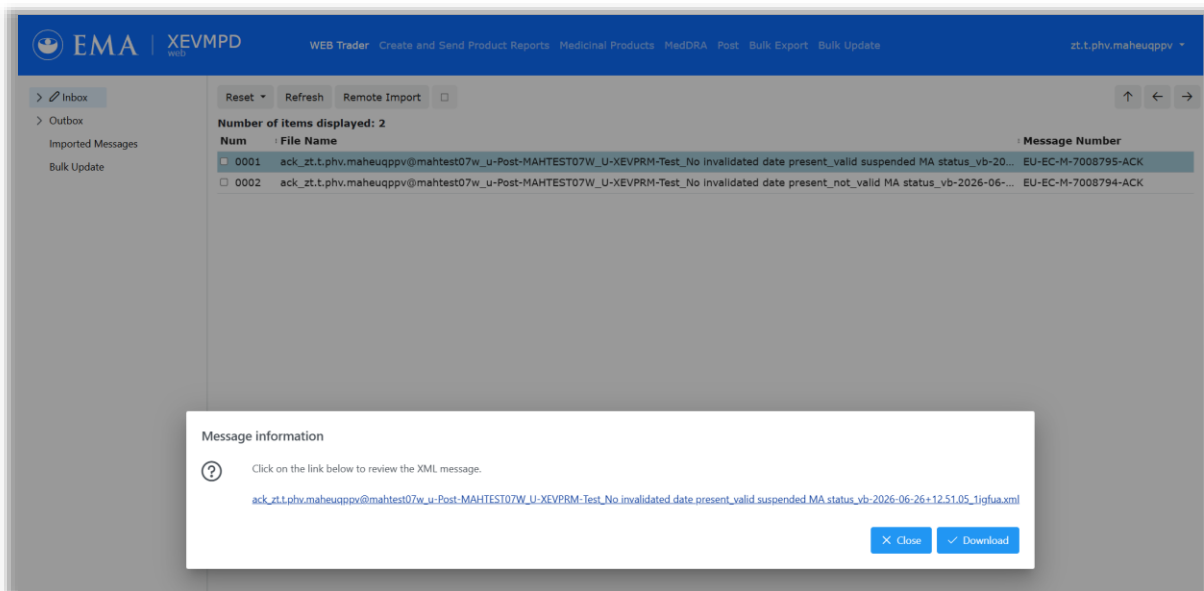 EMA | XEVMPD web
WEB Trader Create and Send Product Reports Medicinal Products MedDRA Post Bulk Export Bulk Update
zt.t.phv.maheuqppv
Inbox
Outbox
Imported Messages
Bulk Update
Reset Refresh Remote Import
Number of items displayed: 2
Num File Name Message Number
0001 ack_zt.t.phv.maheuqppv@mahtest07w_u-Post-MAHTEST07W_U-XEVPRM-Test_No invalidated date present_valid suspended MA status_vb-20... EU-EC-M-7008795-ACK
0002 ack_zt.t.phv.maheuqppv@mahtest07w_u-Post-MAHTEST07W_U-XEVPRM-Test_No invalidated date present_not_valid MA status_vb-2026-06-... EU-EC-M-7008794-ACK
Message information
Click on the link below to review the XML message.
ack_zt.t.phv.maheuqppv@mahtest07w_u-Post-MAHTEST07W_U-XEVPRM-Test_No invalidated date present_valid suspended MA status_vb-2026-06-26+12.51.05_1igfua.xml
Close Download